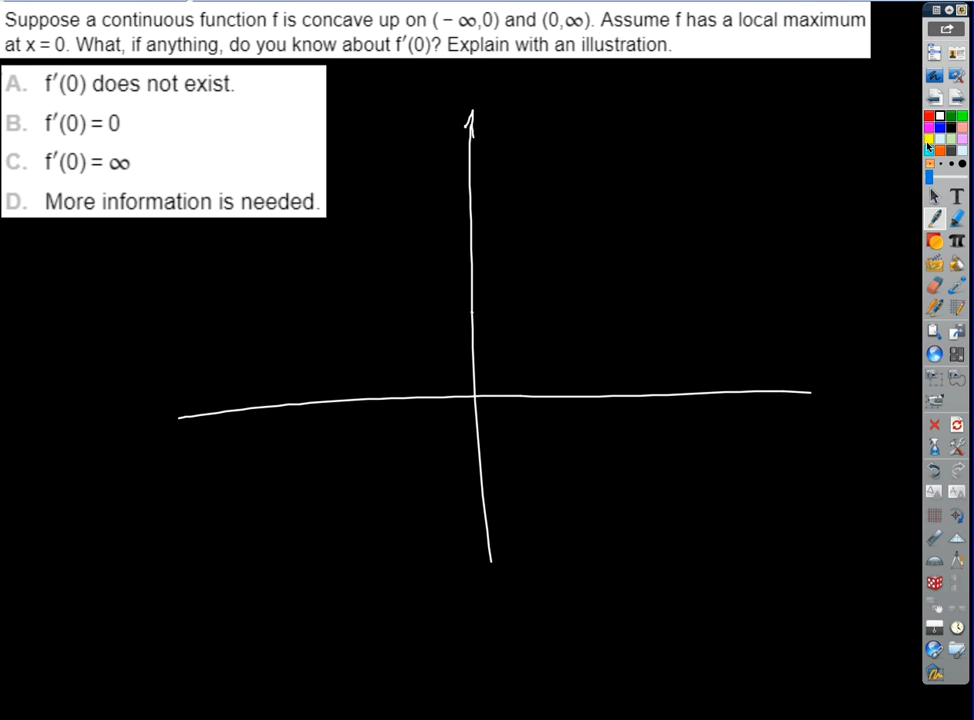 Suppose a continuous function f is concave up on ( − ∞,0) and (0,∞). Assume f has a local maximum
at x = 0. What, if anything, do you know about f′(0)? Explain with an illustration.
A. f′(0) does not exist.
B. f′(0) = 0
C. f′(0) = ∞
D. More information is needed.